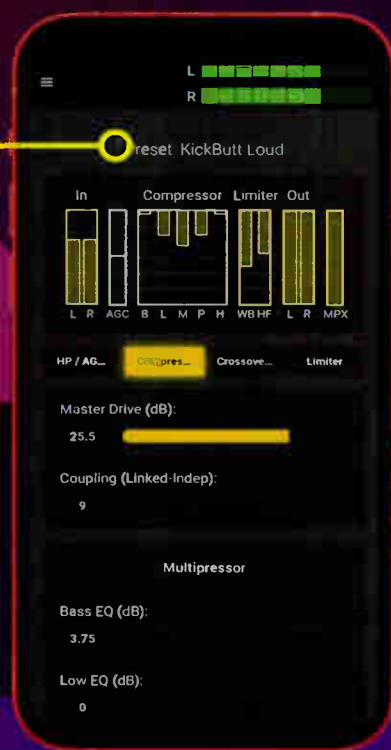 L
R
reset KickButt Loud
In Compressor Limiter Out
L R AGC B L M P H WB HF L R MPX
HP / AG... Compres... Crossove... Limiter
Master Drive (dB):
25.5
Coupling (Linked-Indep):
9
Multipressor
Bass EQ (dB):
3.75
Low EQ (dB):
0